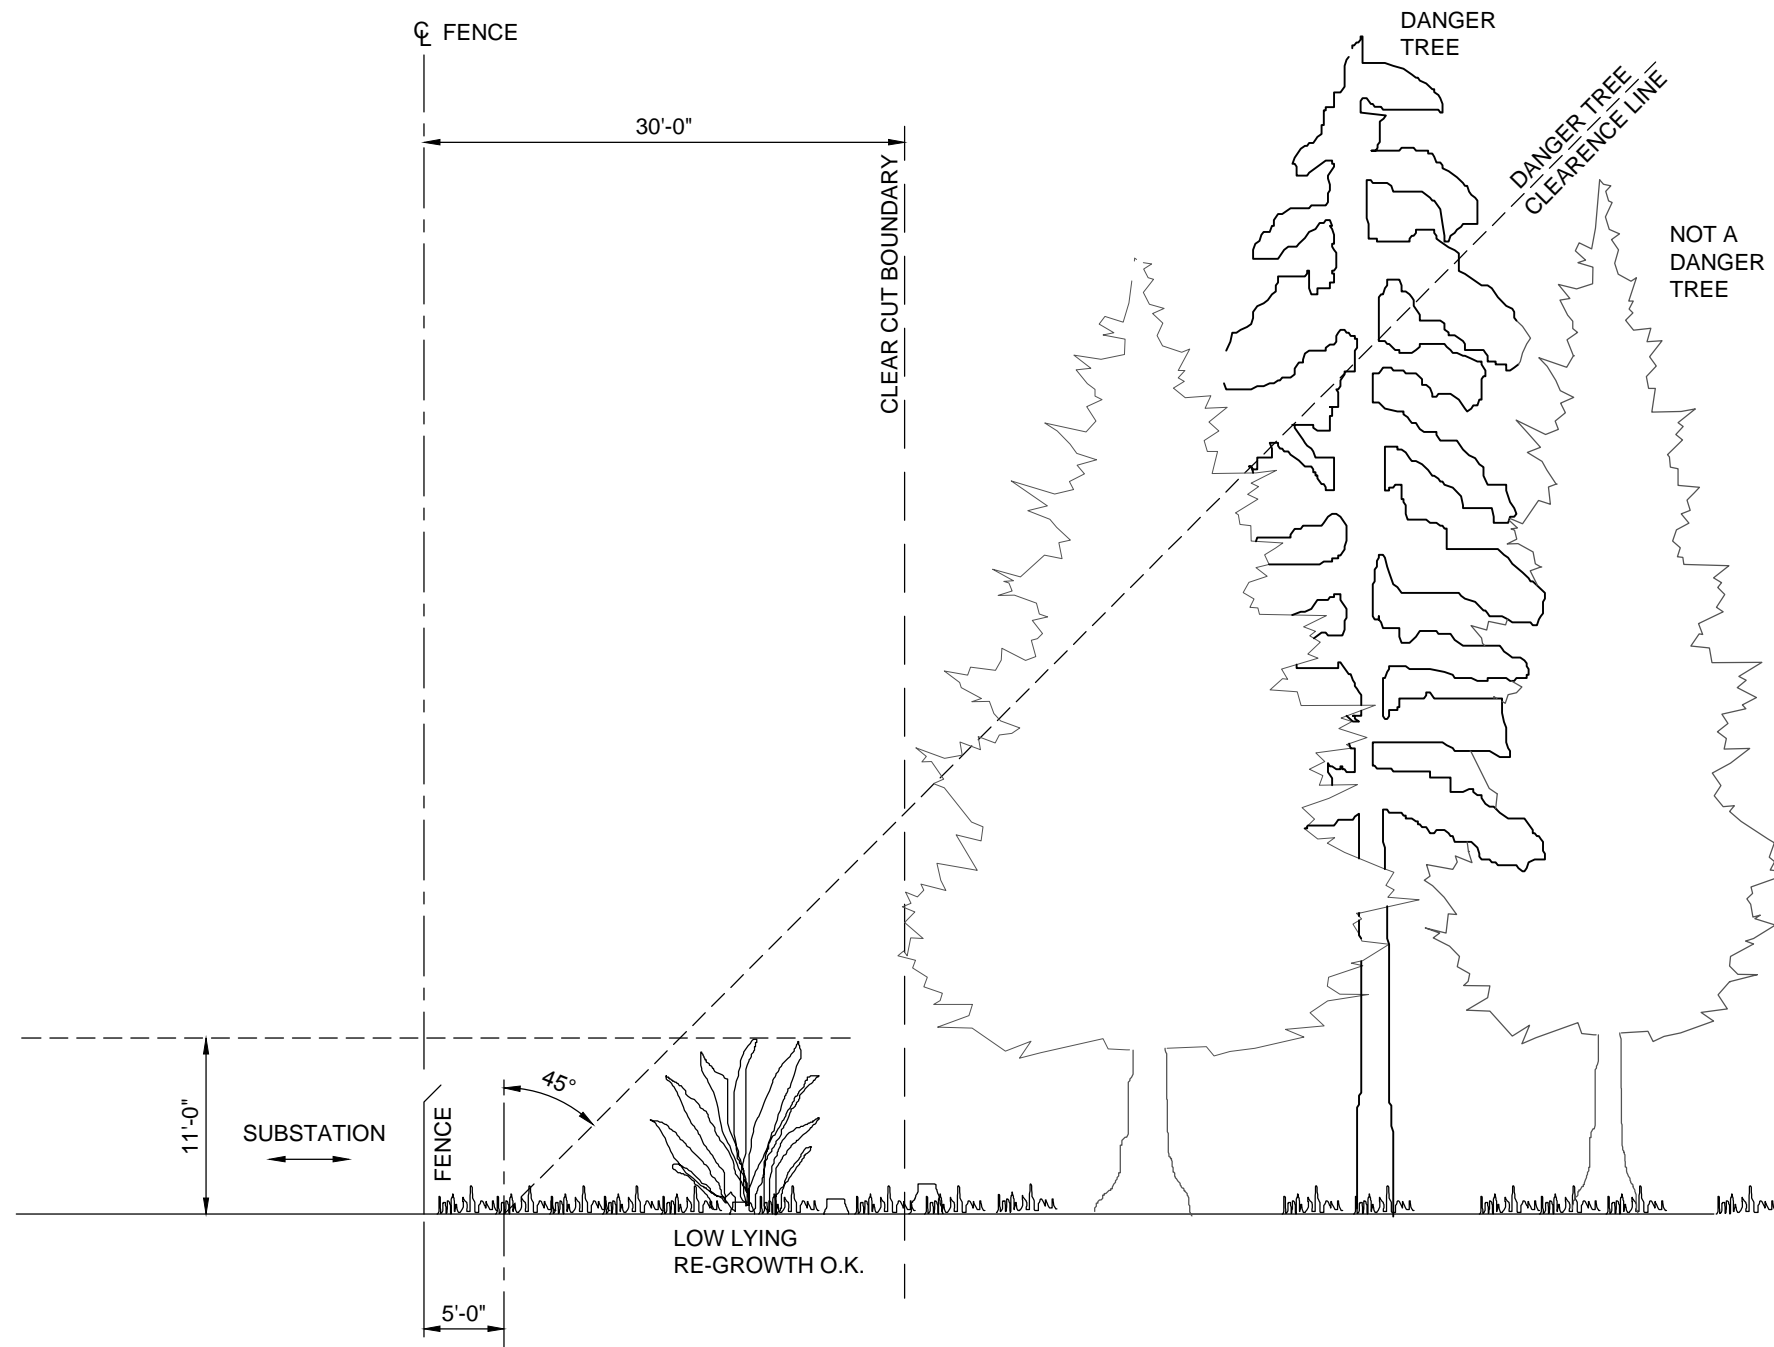 ℄ FENCE
DANGER
TREE
30'-0"
DANGER TREE
CLEARENCE LINE
CLEAR CUT BOUNDARY
NOT A
DANGER
TREE
45°
11'-0"
SUBSTATION
FENCE
LOW LYING
RE-GROWTH O.K.
5'-0"